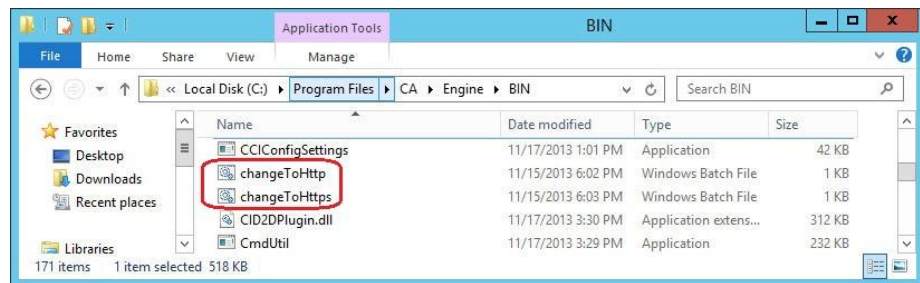 Application Tools BIN
File Home Share View Manage
« Local Disk (C:) Program Files CA Engine BIN Search BIN
Favorites
Desktop
Downloads
Recent places
Libraries
Name Date modified Type Size
CCIConfigSettings 11/17/2013 1:01 PM Application 42 KB
changeToHttp 11/15/2013 6:02 PM Windows Batch File 1 KB
changeToHttps 11/15/2013 6:03 PM Windows Batch File 1 KB
CID2DPlugin.dll 11/17/2013 3:30 PM Application extens... 312 KB
CmdUtil 11/17/2013 3:29 PM Application 232 KB
171 items 1 item selected 518 KB